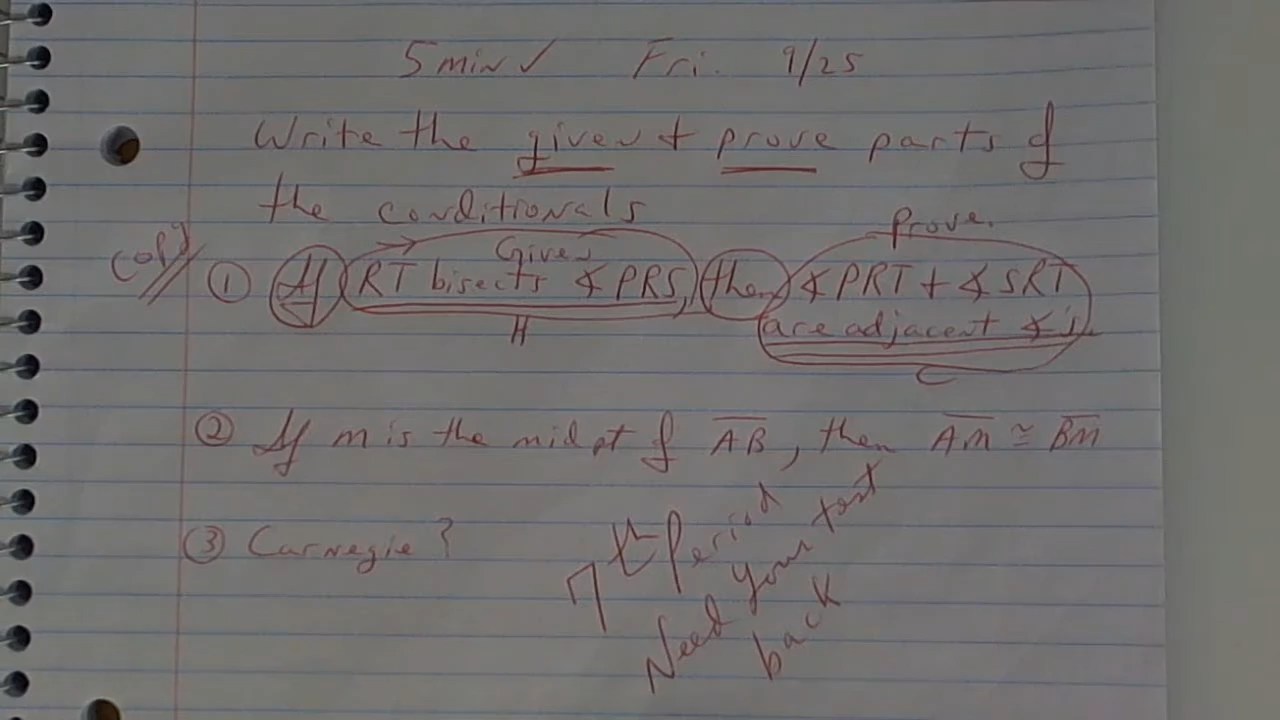 5 min ✓ Fri. 9/25
Write the given + prove parts of
the conditionals
Prove.
Copy // ① If RT bisects ∡PRS, then ∡PRT + ∡SRT
Given
are adjacent ∡'s
H
C
② If m is the midpt of AB, then Am ≅ Bm
③ Carnegie?
7th Period
Need your test
back